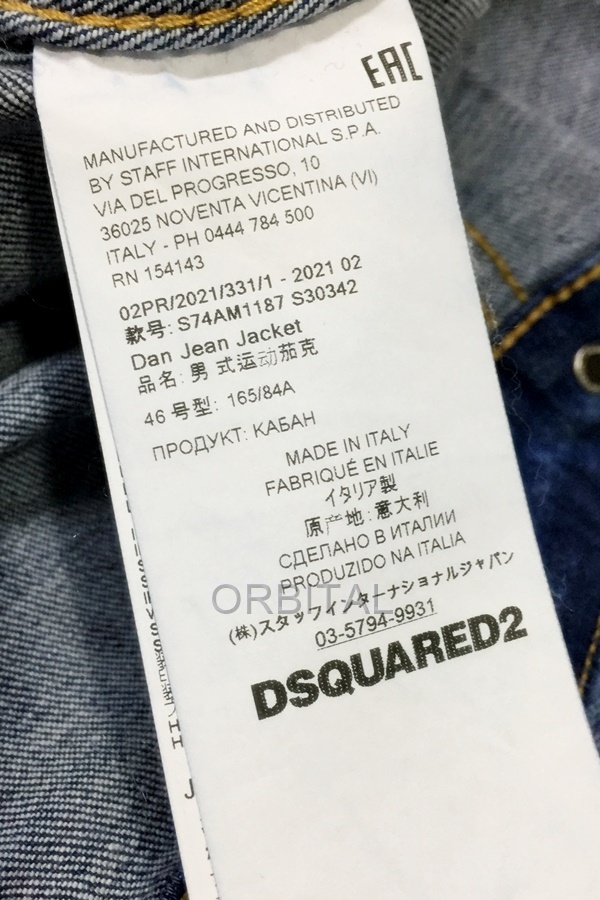 EAC
MANUFACTURED AND DISTRIBUTED
BY STAFF INTERNATIONAL S.P.A.
VIA DEL PROGRESSO, 10
36025 NOVENTA VICENTINA (VI)
ITALY - PH 0444 784 500
RN 154143
02PR/2021/331/1 - 2021 02
款号: S74AM1187 S30342
Dan Jean Jacket
品名: 男 式运动茄克
46 号型: 165/84A
ПРОДУКТ: КАБАН
MADE IN ITALY
FABRIQUÉ EN ITALIE
イタリア製
原产地: 意大利
СДЕЛАНО В ИТАЛИИ
PRODUZIDO NA ITALIA
ORBITAL
(株)スタッフインターナショナルジャパン
03-5794-9931
DSQUARED2